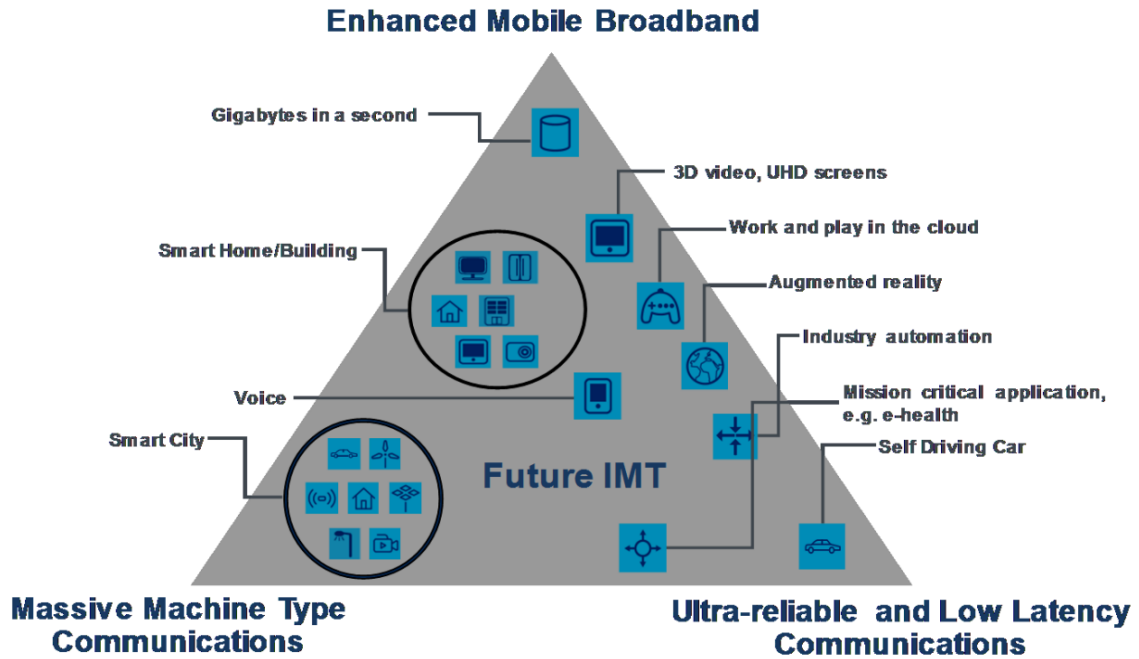 Enhanced Mobile Broadband
Gigabytes in a second
3D video, UHD screens
Work and play in the cloud
Smart Home/Building
Augmented reality
Industry automation
Voice
Mission critical application,
e.g. e-health
Smart City
Self Driving Car
Future IMT
Massive Machine Type
Communications
Ultra-reliable and Low Latency
Communications